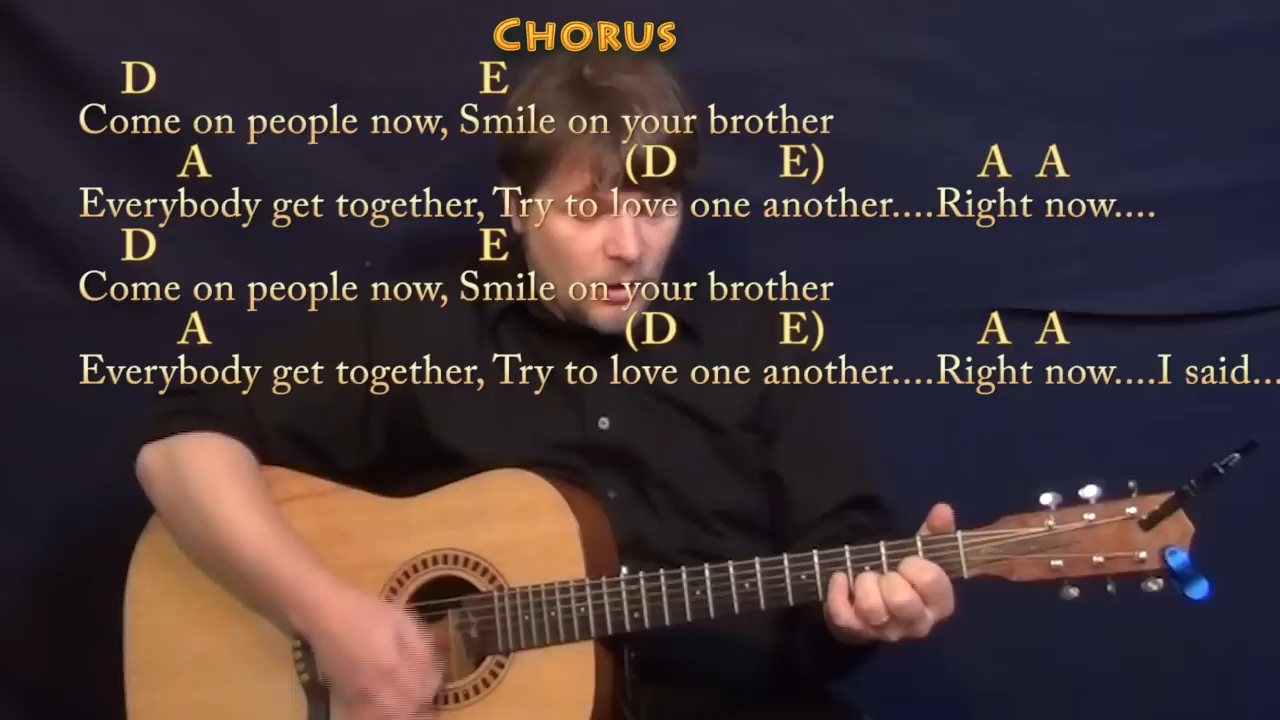 CHORUS
D E
Come on people now, Smile on your brother
A (D E) A A
Everybody get together, Try to love one another....Right now....
D E
Come on people now, Smile on your brother
A (D E) A A
Everybody get together, Try to love one another....Right now....I said...